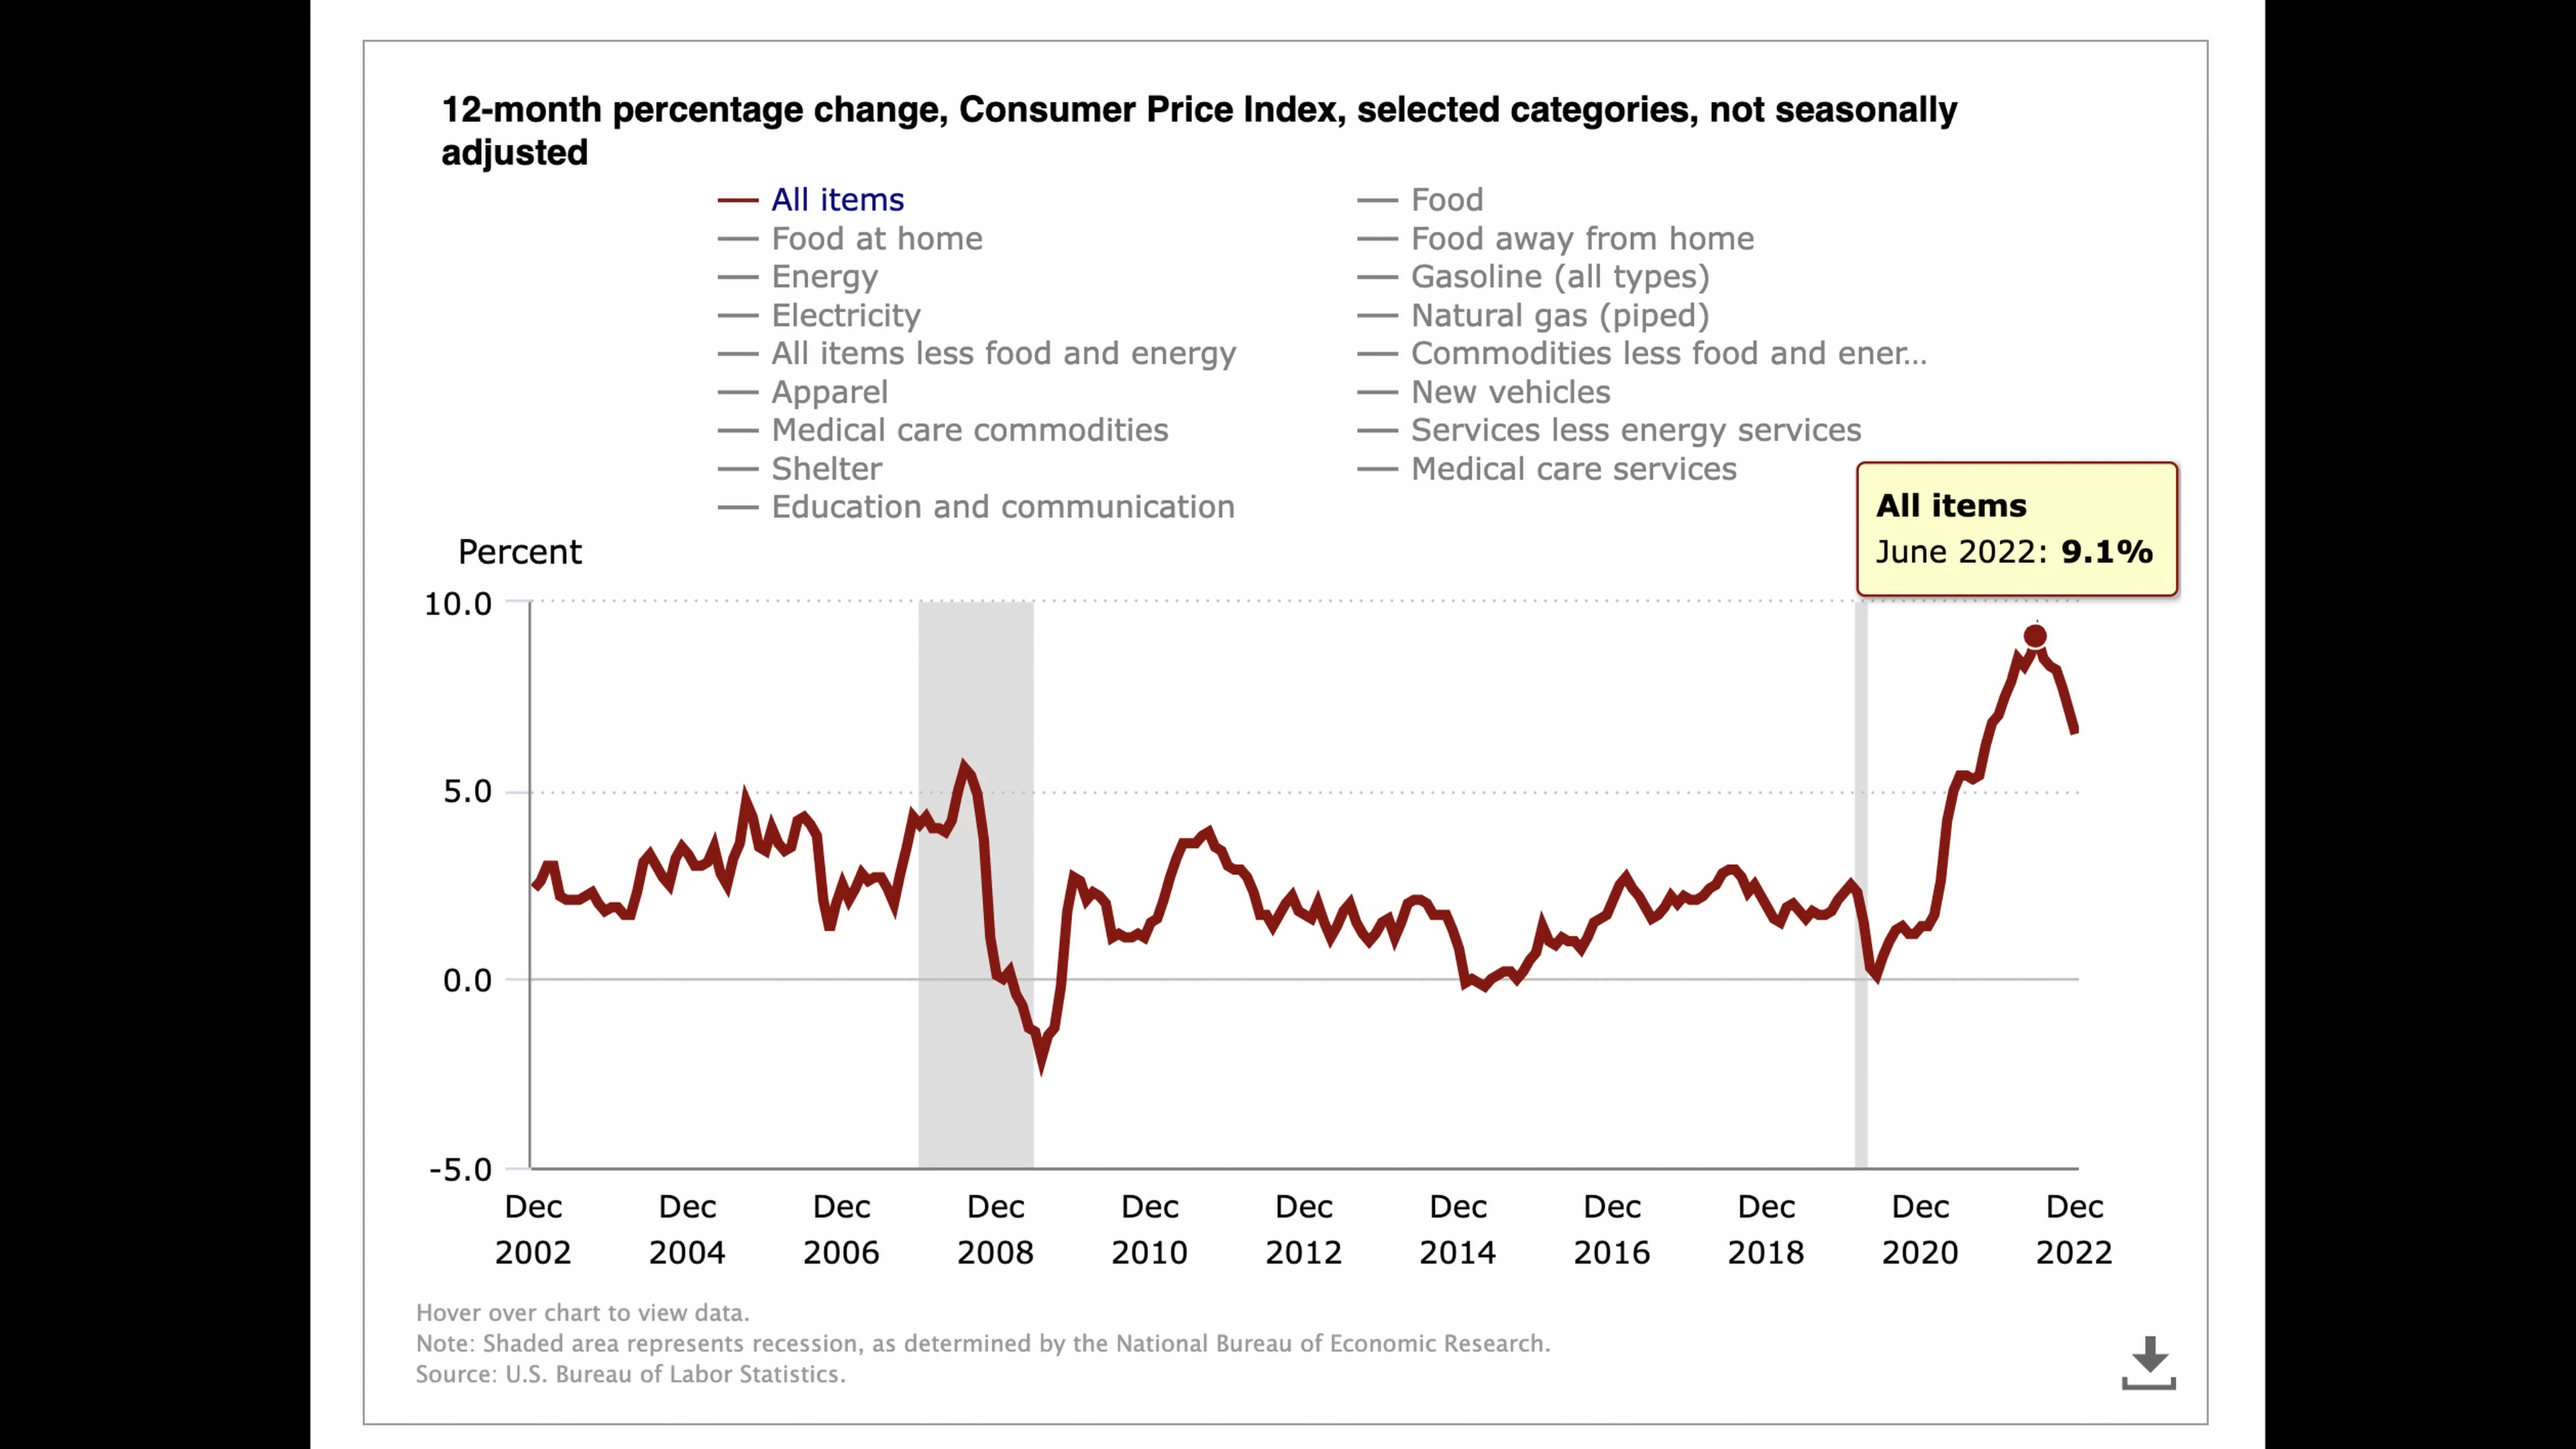 12-month percentage change, Consumer Price Index, selected categories, not seasonally
adjusted
All items
Food
Food at home
Food away from home
Energy
Gasoline (all types)
Electricity
Natural gas (piped)
All items less food and energy
Commodities less food and ener...
Apparel
New vehicles
Medical care commodities
Services less energy services
Shelter
Medical care services
Education and communication
All items
June 2022: 9.1%
Percent
10.0
5.0
0.0
-5.0
Dec Dec Dec Dec Dec Dec Dec Dec Dec Dec Dec
2002 2004 2006 2008 2010 2012 2014 2016 2018 2020 2022
Hover over chart to view data.
Note: Shaded area represents recession, as determined by the National Bureau of Economic Research.
Source: U.S. Bureau of Labor Statistics.